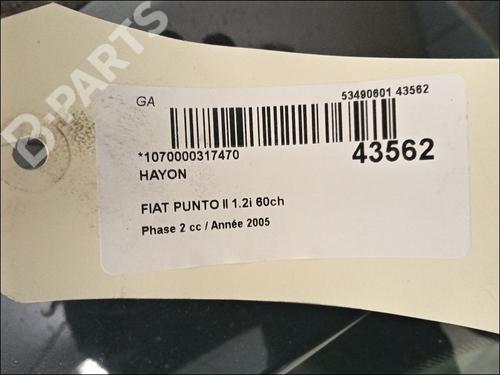 B-PARTS
GA
53490601 43562
*1070000317470
43562
HAYON
FIAT PUNTO II 1.2i 60ch
Phase 2 cc / Année 2005